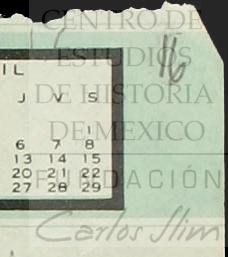 CENTRO DE
ESTUDIOS
DE HISTORIA
DE MEXICO
FUNDACIÓN
Carlos Slim
16
IL
J V S
1
6 7 8
13 14 15
20 21 22
27 28 29